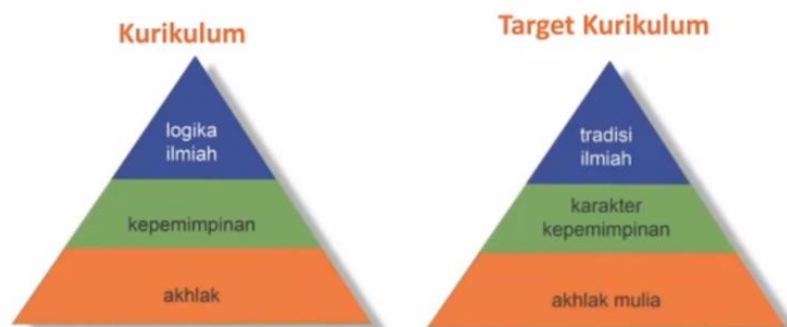 Kurikulum
logika
ilmiah
kepemimpinan
akhlak
Target Kurikulum
tradisi
ilmiah
karakter
kepemimpinan
akhlak mulia